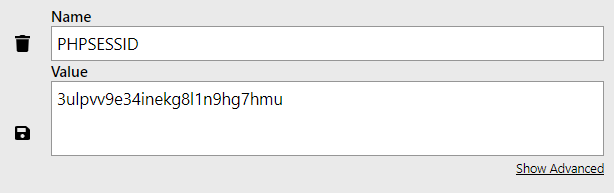 Name
PHPSESSID
Value
3ulpvv9e34inekg8l1n9hg7hmu
Show Advanced